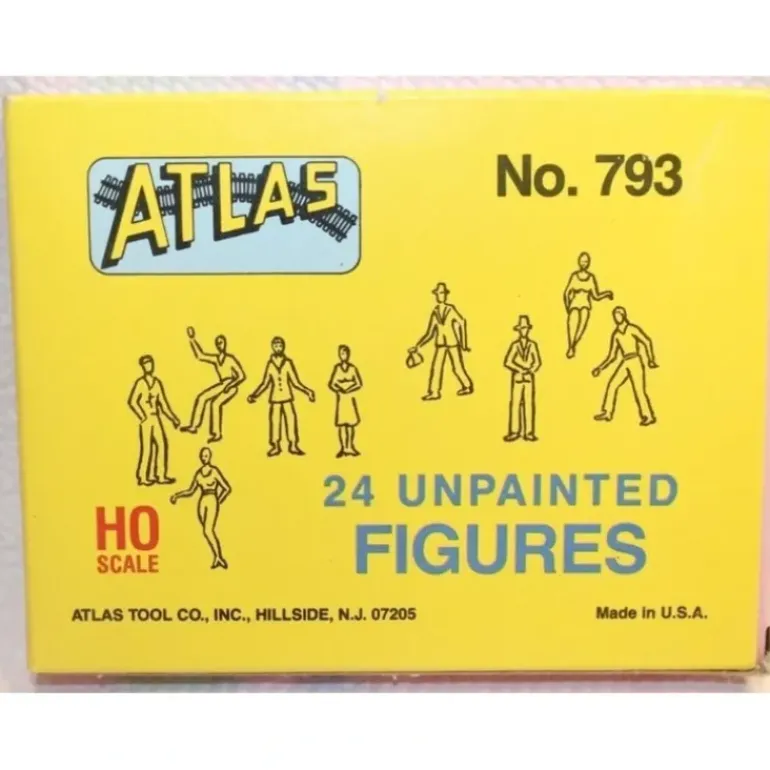 ATLAS
No. 793
24 UNPAINTED
FIGURES
HO
SCALE
ATLAS TOOL CO., INC., HILLSIDE, N.J. 07205
Made in U.S.A.